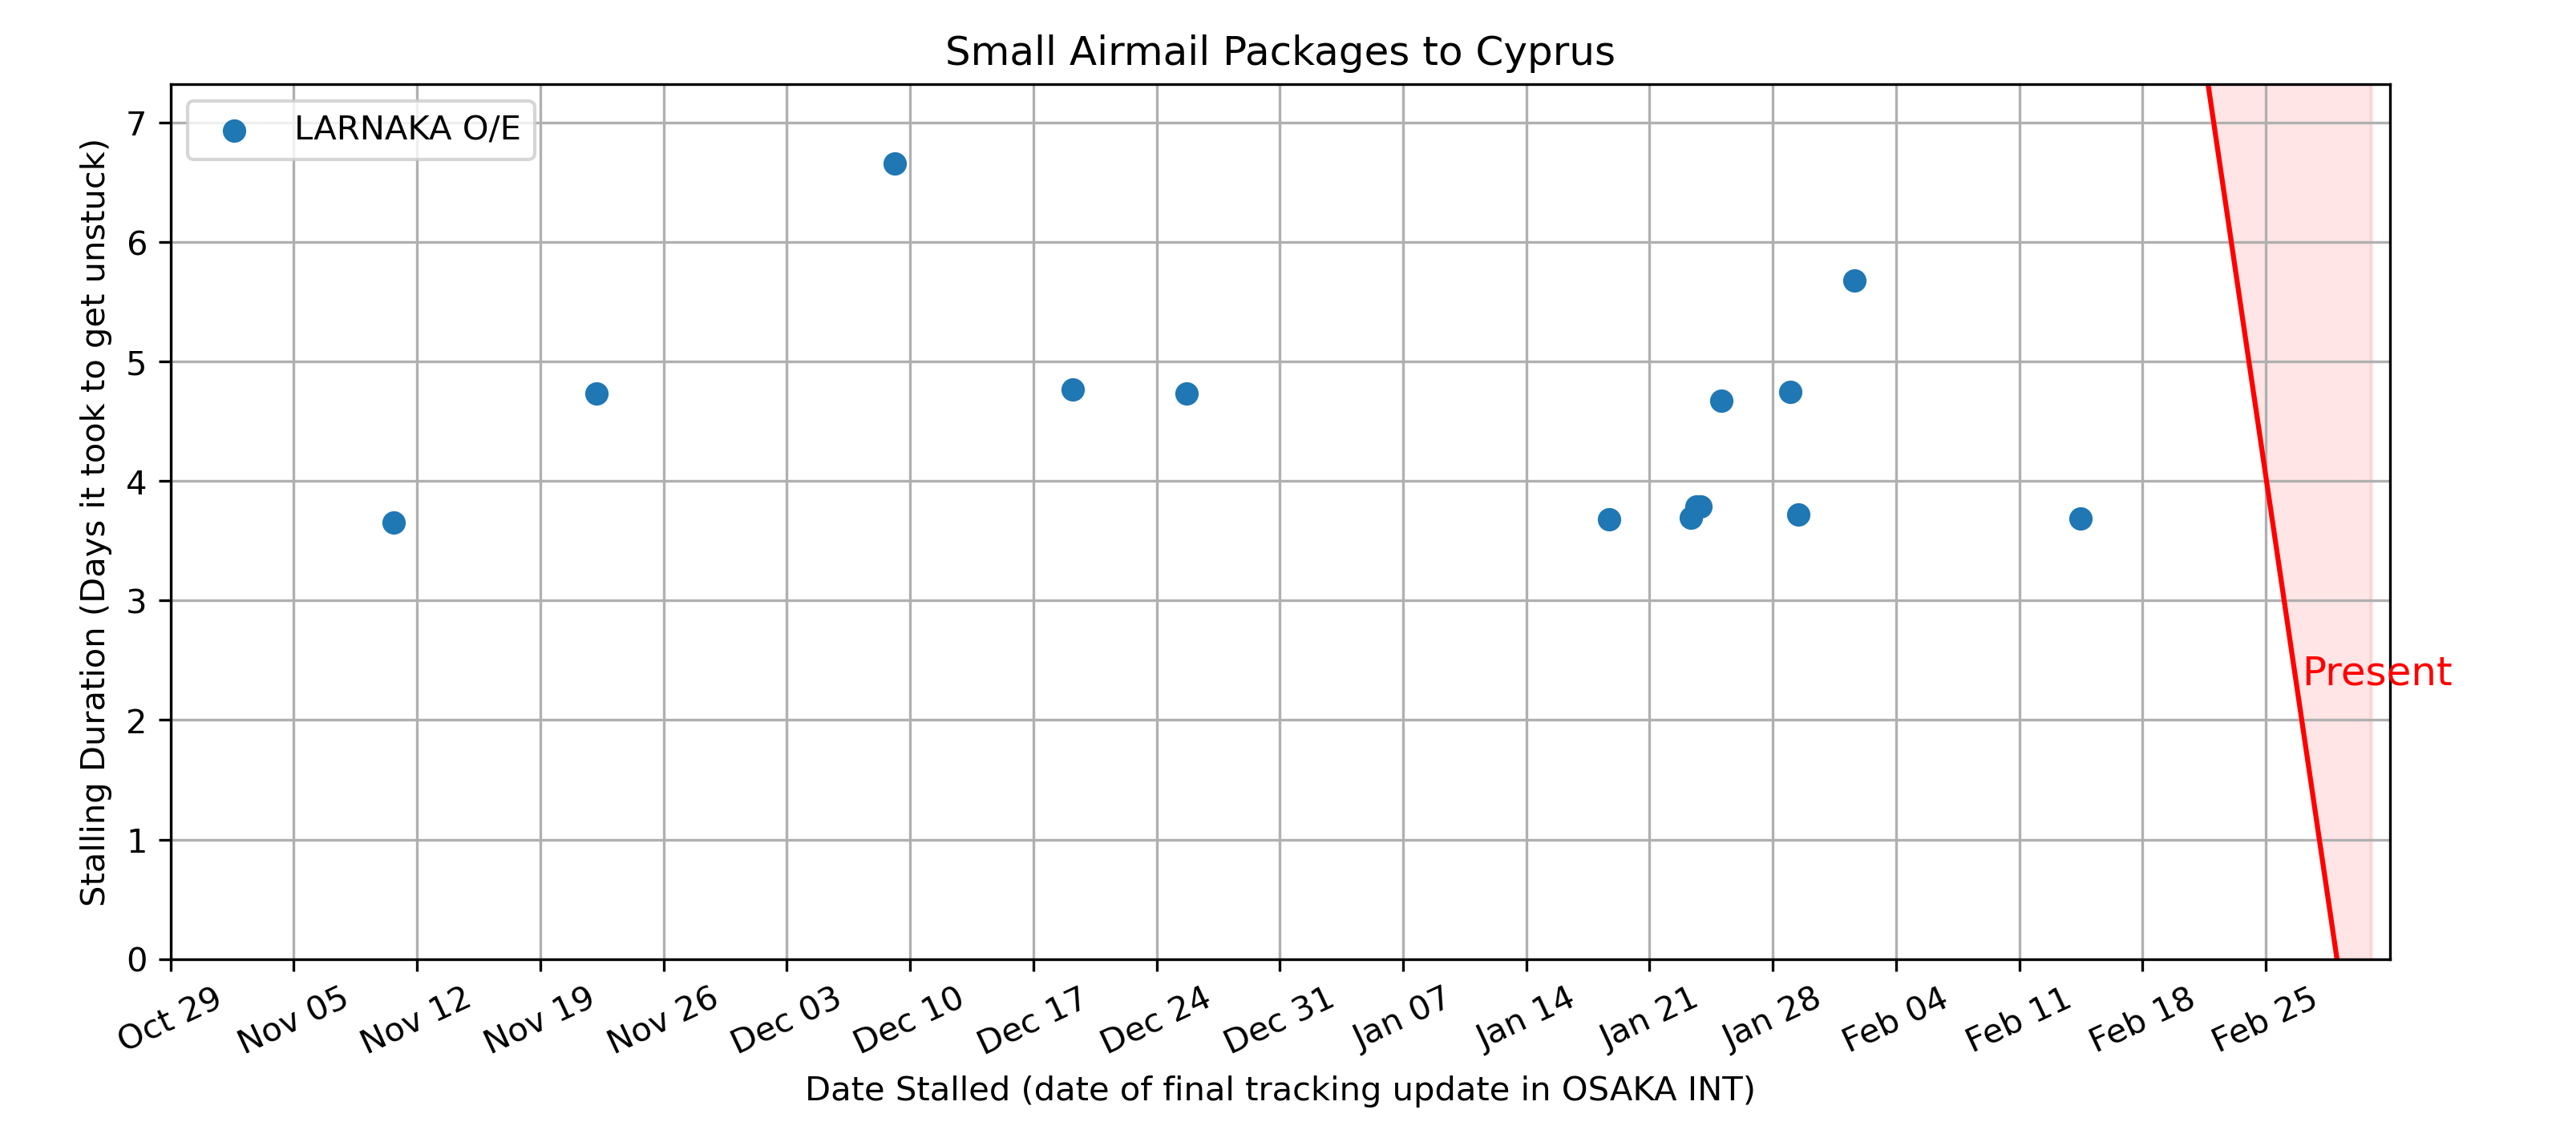 Small Airmail Packages to Cyprus
LARNAKA O/E
Stalling Duration (Days it took to get unstuck)
7
6
5
4
3
2
1
0
Present
Oct 29 Nov 05 Nov 12 Nov 19 Nov 26 Dec 03 Dec 10 Dec 17 Dec 24 Dec 31 Jan 07 Jan 14 Jan 21 Jan 28 Feb 04 Feb 11 Feb 18 Feb 25
Date Stalled (date of final tracking update in OSAKA INT)